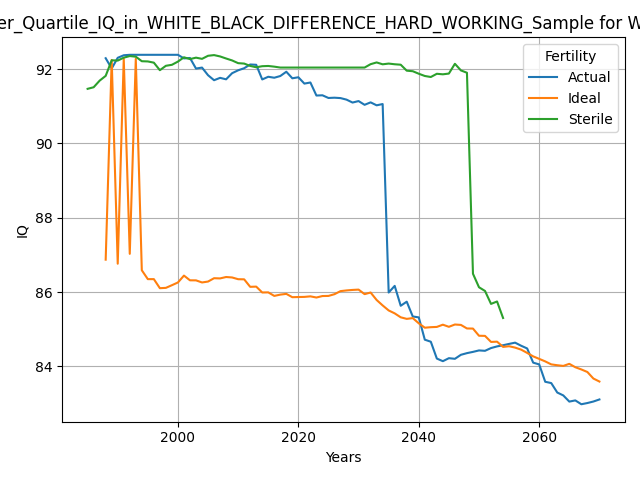 er_Quartile_IQ_in_WHITE_BLACK_DIFFERENCE_HARD_WORKING_Sample for W
Fertility
Actual
Ideal
Sterile
IQ
92
90
88
86
84
2000
2020
2040
2060
Years